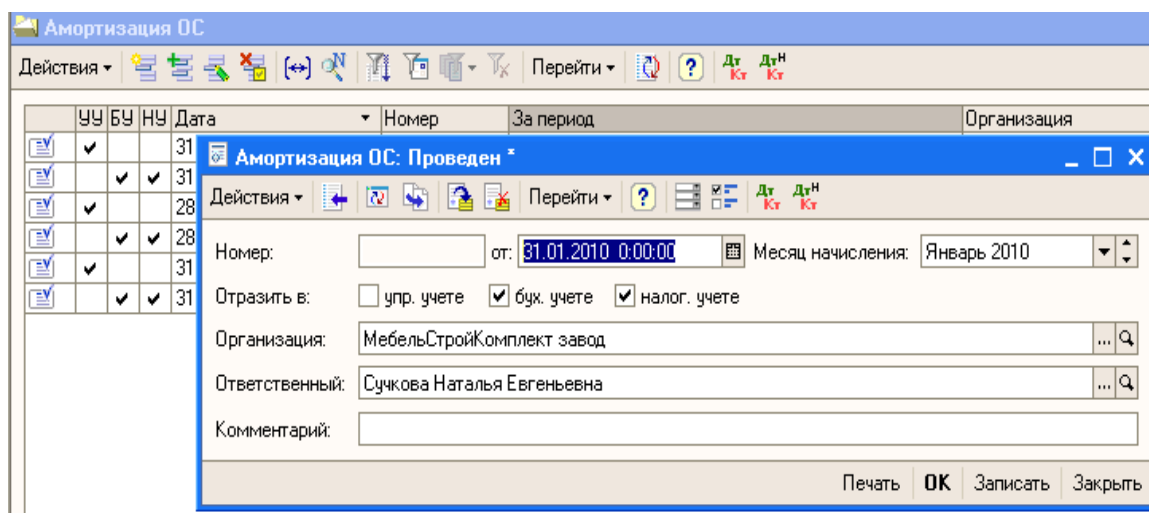 Амортизация ОС
Действия Перейти ? Дт Кт ДтН Кт
УУ БУ НУ Дата Номер За период Организация
31
31
28
28
31
31
Амортизация ОС: Проведен *
Действия Перейти ? Дт Кт ДтН Кт
Номер: от: 31.01.2010 0:00:00 Месяц начисления: Январь 2010
Отразить в: упр. учете бух. учете налог. учете
Организация: МебельСтройКомплект завод ...
Ответственный: Сучкова Наталья Евгеньевна ...
Комментарий:
Печать OK Записать Закрыть